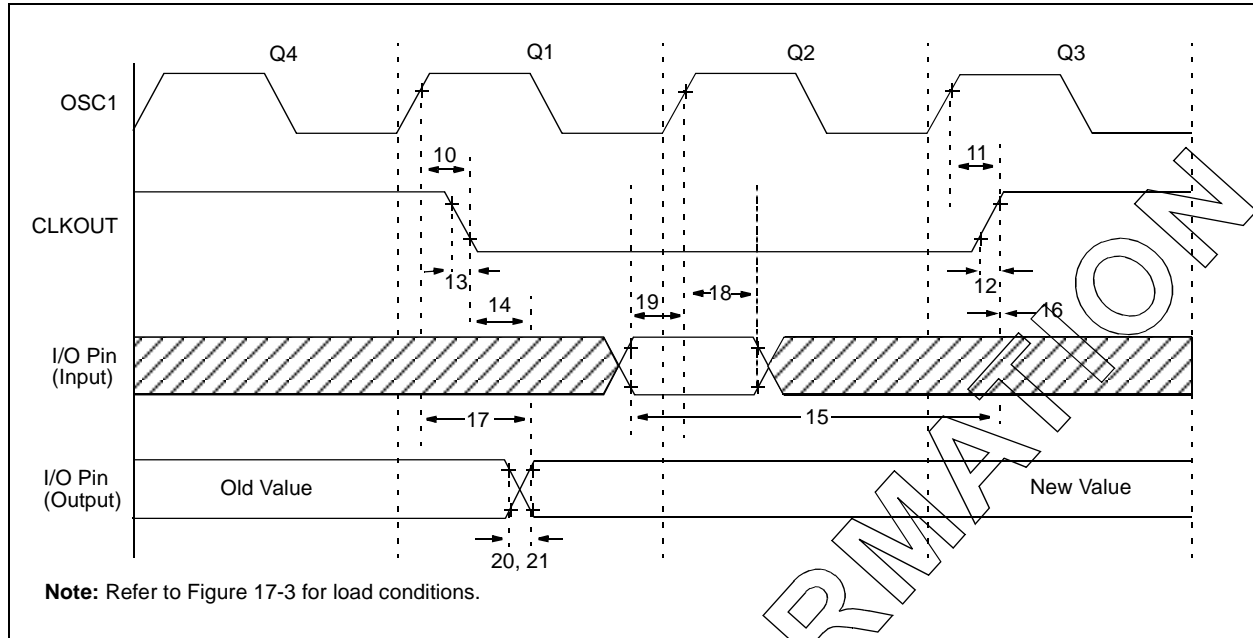 Q4 Q1 Q2 Q3
OSC1
10 11
CLKOUT
13 12
14 19 18 16
I/O Pin
(Input)
17 15
I/O Pin
(Output)
Old Value New Value
20, 21
Note: Refer to Figure 17-3 for load conditions.
RMATION